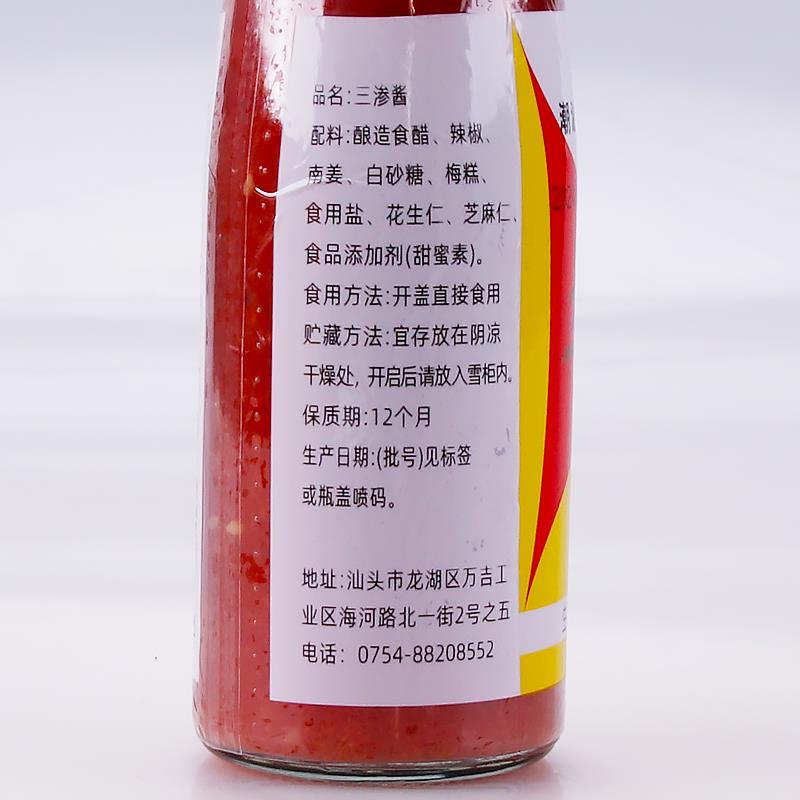 品名:三渗酱
配料:酿造食醋、辣椒、
南姜、白砂糖、梅糕、
食用盐、花生仁、芝麻仁、
食品添加剂(甜蜜素)。
食用方法:开盖直接食用
贮藏方法:宜存放在阴凉
干燥处,开启后请放入雪柜内。
保质期:12个月
生产日期:(批号)见标签
或瓶盖喷码。
地址:汕头市龙湖区万吉工
业区海河路北一街2号之五
电话: 0754-88208552
潮